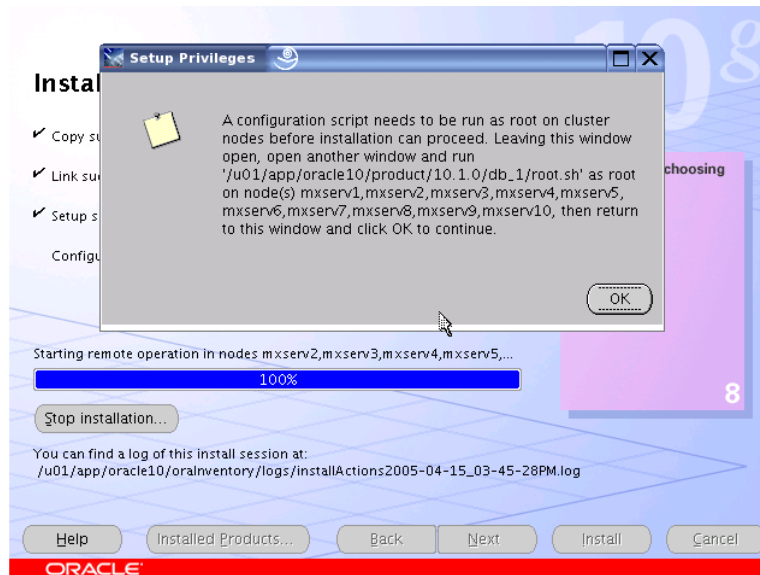 10g
Setup Privileges
Instal
A configuration script needs to be run as root on cluster
nodes before installation can proceed. Leaving this window
open, open another window and run
'/u01/app/oracle10/product/10.1.0/db_1/root.sh' as root
on node(s) mxserv1,mxserv2,mxserv3,mxserv4,mxserv5,
mxserv6,mxserv7,mxserv8,mxserv9,mxserv10, then return
to this window and click OK to continue.
OK
Copy su
Link su
Setup s
Configu
choosing
Starting remote operation in nodes mxserv2,mxserv3,mxserv4,mxserv5,...
100%
8
Stop installation...
You can find a log of this install session at:
/u01/app/oracle10/oraInventory/logs/installActions2005-04-15_03-45-28PM.log
Help Installed Products... Back Next Install Cancel
ORACLE